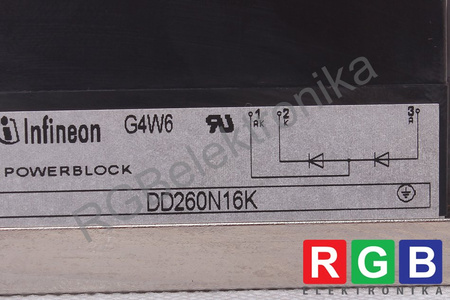 Infineon G4W6 1 2 3
AK K A
POWERBLOCK
DD260N16K
RGBelektronika
RGB
ELEKTRONIKA